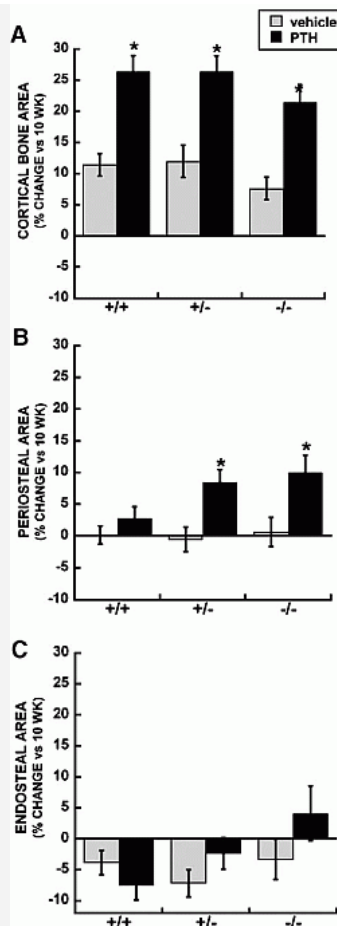 vehicle
PTH
A
CORTICAL BONE AREA
(% CHANGE vs 10 WK)
30
25
20
15
10
5
0
-5
-10
* * *
+/+ +/- -/-
B
PERIOSTEAL AREA
(% CHANGE vs 10 WK)
30
25
20
15
10
5
0
-5
-10
* *
+/+ +/- -/-
C
ENDOSTEAL AREA
(% CHANGE vs 10 WK)
30
25
20
15
10
5
0
-5
-10
+/+ +/- -/-